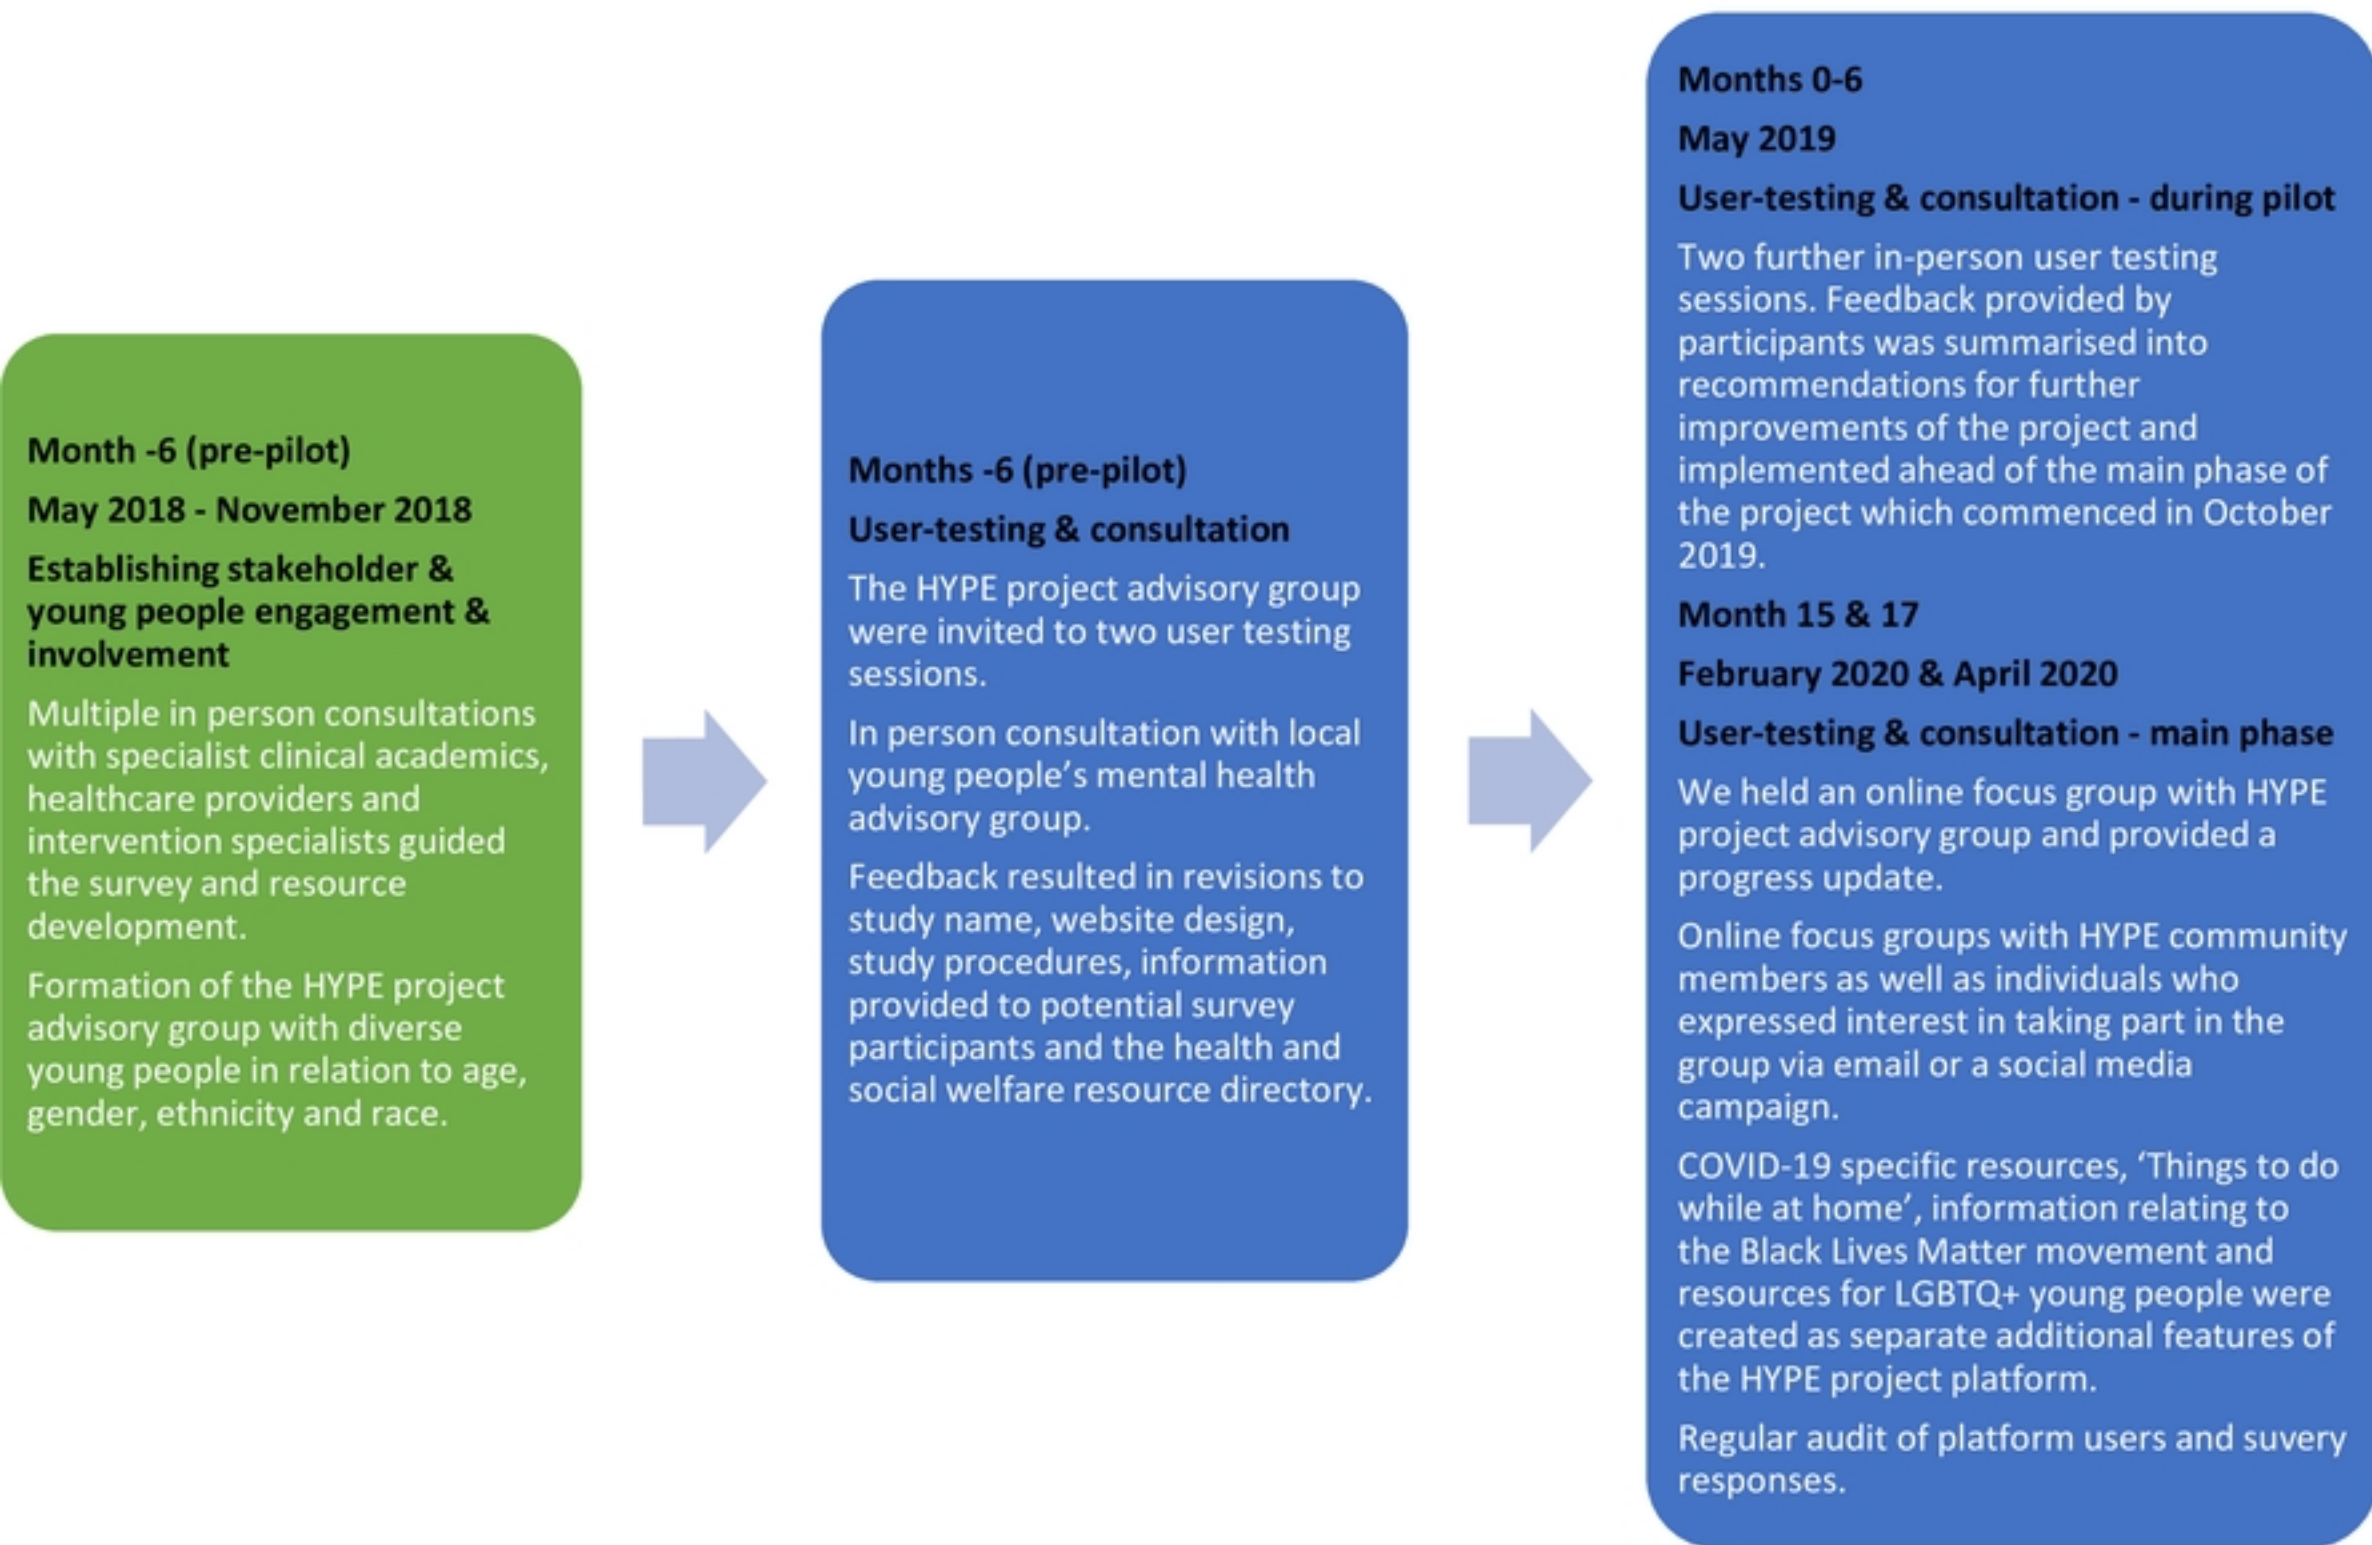 Month -6 (pre-pilot)
May 2018 - November 2018
Establishing stakeholder &
young people engagement &
involvement
Multiple in person consultations
with specialist clinical academics,
healthcare providers and
intervention specialists guided
the survey and resource
development.
Formation of the HYPE project
advisory group with diverse
young people in relation to age,
gender, ethnicity and race.
Months -6 (pre-pilot)
User-testing & consultation
The HYPE project advisory group
were invited to two user testing
sessions.
In person consultation with local
young people’s mental health
advisory group.
Feedback resulted in revisions to
study name, website design,
study procedures, information
provided to potential survey
participants and the health and
social welfare resource directory.
Months 0-6
May 2019
User-testing & consultation - during pilot
Two further in-person user testing
sessions. Feedback provided by
participants was summarised into
recommendations for further
improvements of the project and
implemented ahead of the main phase of
the project which commenced in October
2019.
Month 15 & 17
February 2020 & April 2020
User-testing & consultation - main phase
We held an online focus group with HYPE
project advisory group and provided a
progress update.
Online focus groups with HYPE community
members as well as individuals who
expressed interest in taking part in the
group via email or a social media
campaign.
COVID-19 specific resources, ‘Things to do
while at home’, information relating to
the Black Lives Matter movement and
resources for LGBTQ+ young people were
created as separate additional features of
the HYPE project platform.
Regular audit of platform users and suvery
responses.